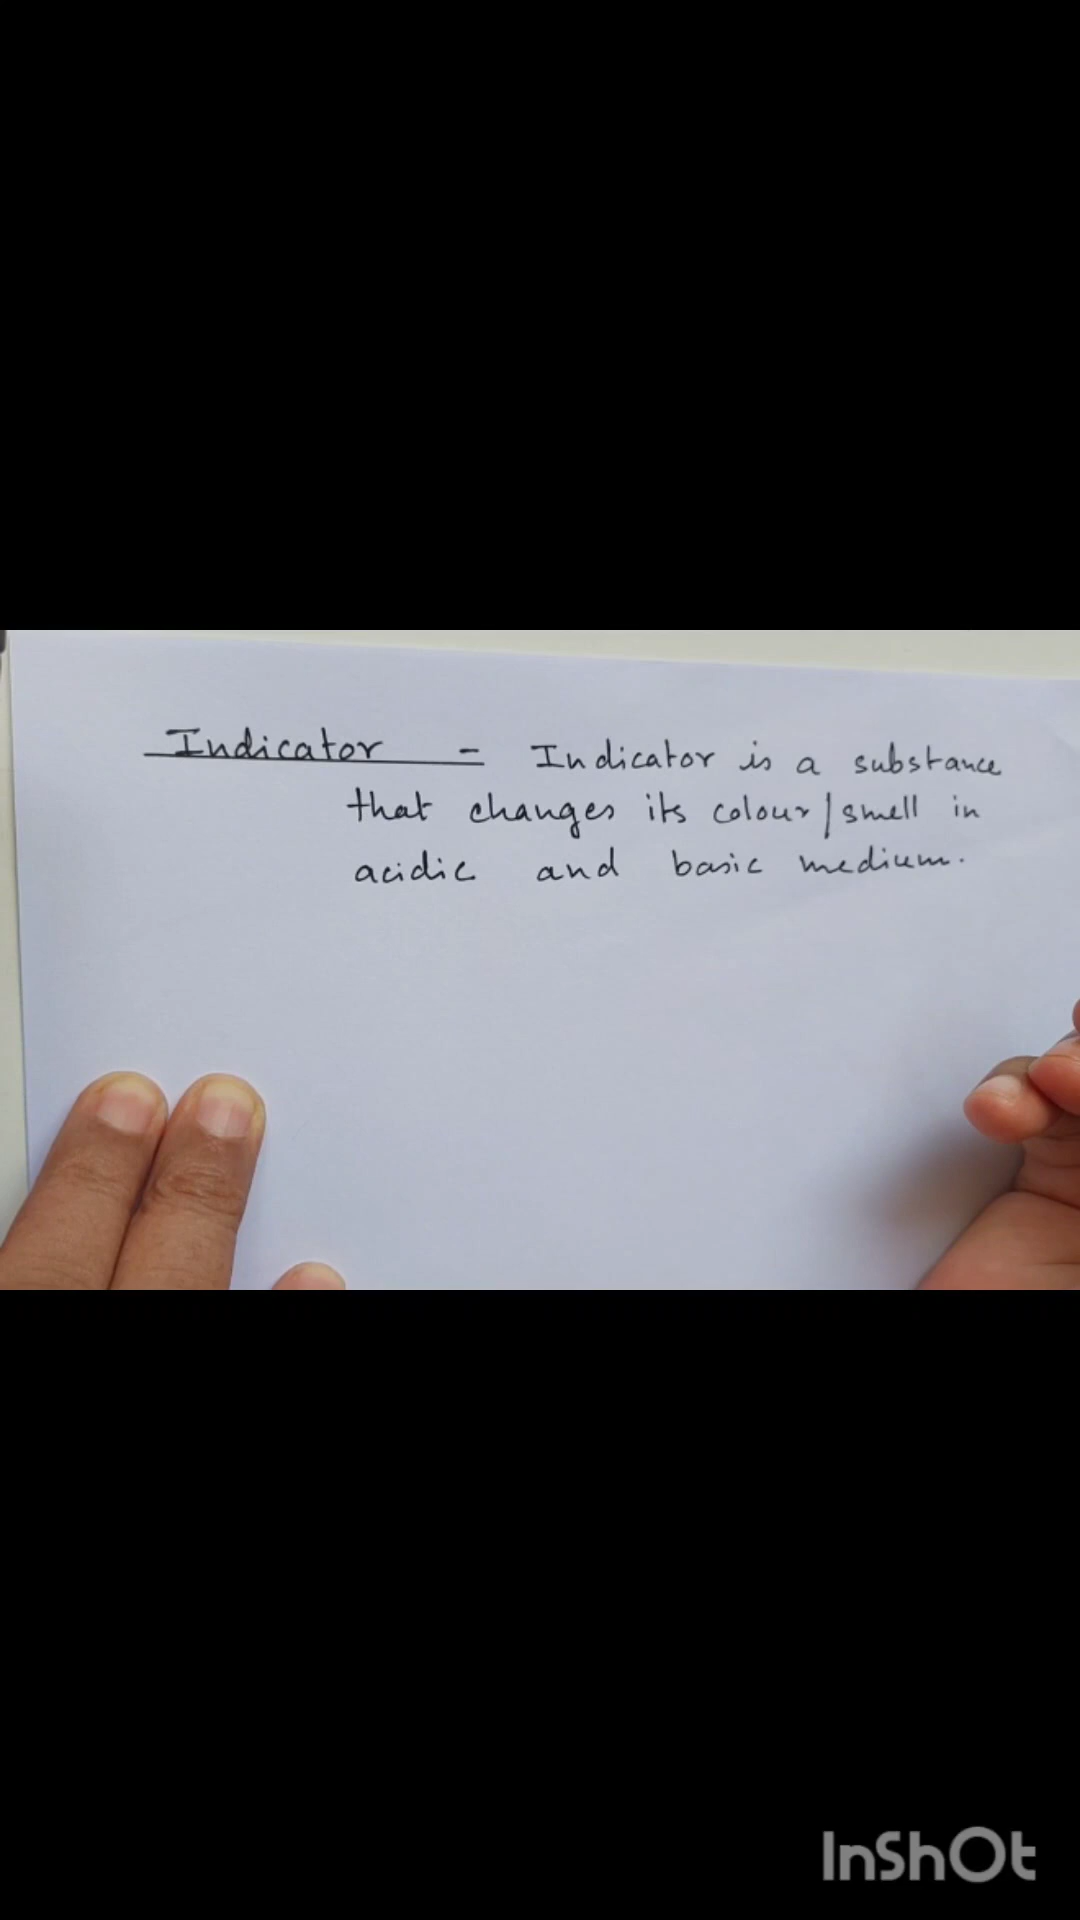 Indicator - Indicator is a substance
that changes its colour/smell in
acidic and basic medium.
InShOt